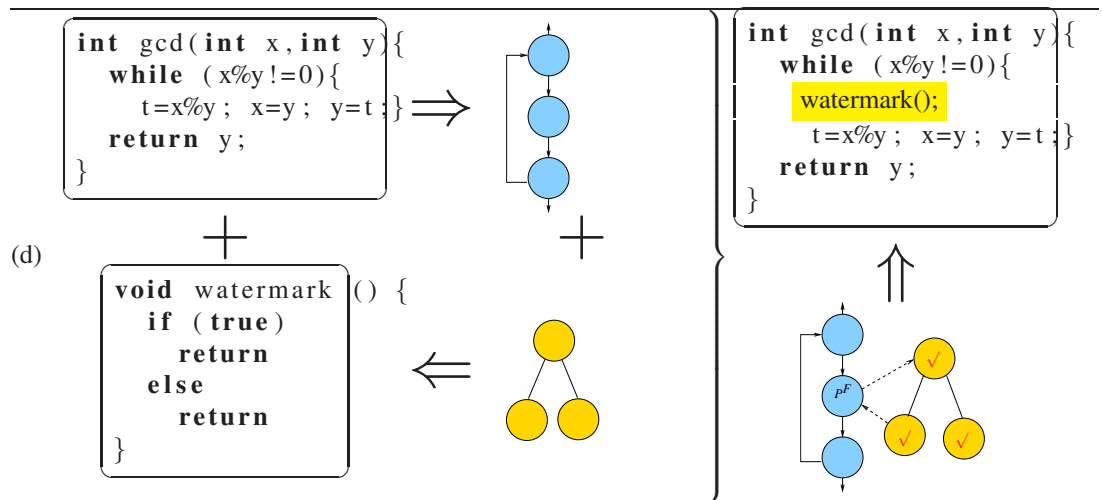 int gcd(int x,int y){
while (x%y!=0){
t=x%y; x=y; y=t;}
return y;
}
(d)
void watermark() {
if (true)
return
else
return
}
int gcd(int x,int y){
while (x%y!=0){
watermark();
t=x%y; x=y; y=t;}
return y;
}
√
P^F
√ √